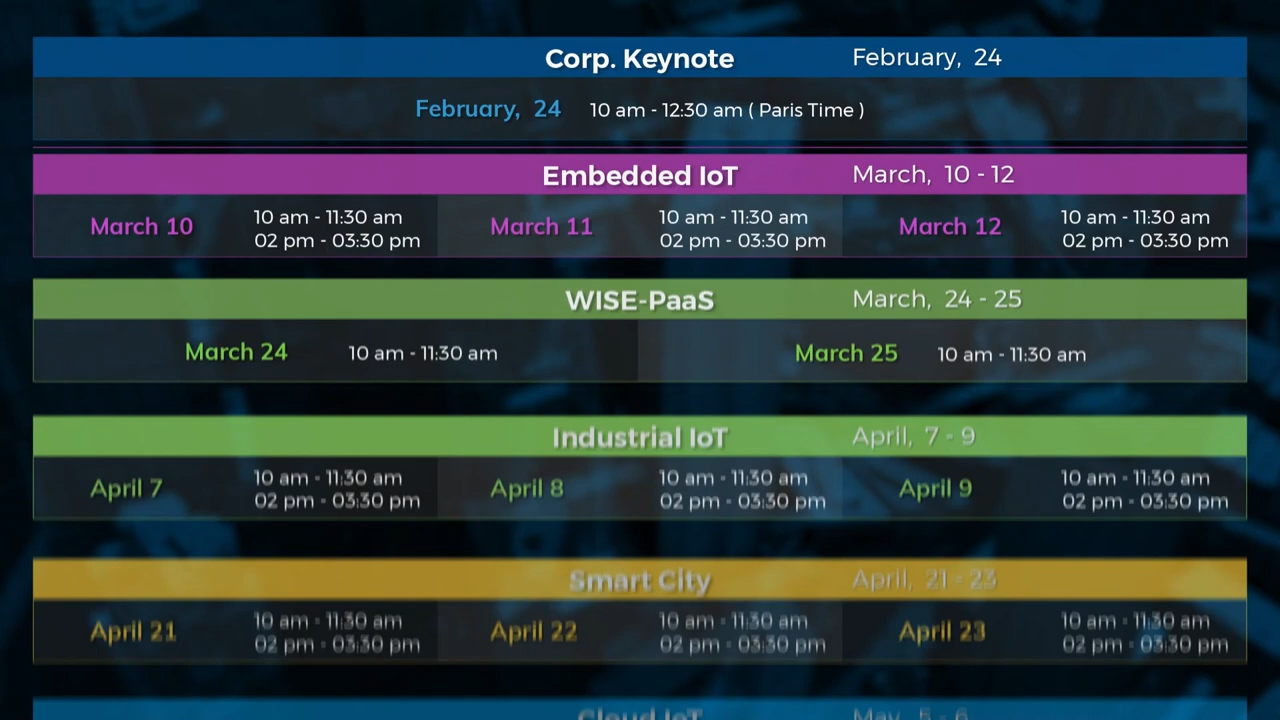 Corp. Keynote February, 24
February, 24 10 am - 12:30 am ( Paris Time )
Embedded IoT March, 10 - 12
March 10 10 am - 11:30 am 02 pm - 03:30 pm March 11 10 am - 11:30 am 02 pm - 03:30 pm March 12 10 am - 11:30 am 02 pm - 03:30 pm
WISE-PaaS March, 24 - 25
March 24 10 am - 11:30 am March 25 10 am - 11:30 am
Industrial IoT April, 7 - 9
April 7 10 am - 11:30 am 02 pm - 03:30 pm April 8 10 am - 11:30 am 02 pm - 03:30 pm April 9 10 am - 11:30 am 02 pm - 03:30 pm
Smart City April, 21 - 23
April 21 10 am - 11:30 am 02 pm - 03:30 pm April 22 10 am - 11:30 am 02 pm - 03:30 pm April 23 10 am - 11:30 am 02 pm - 03:30 pm
Cloud IoT May, 5 - 6